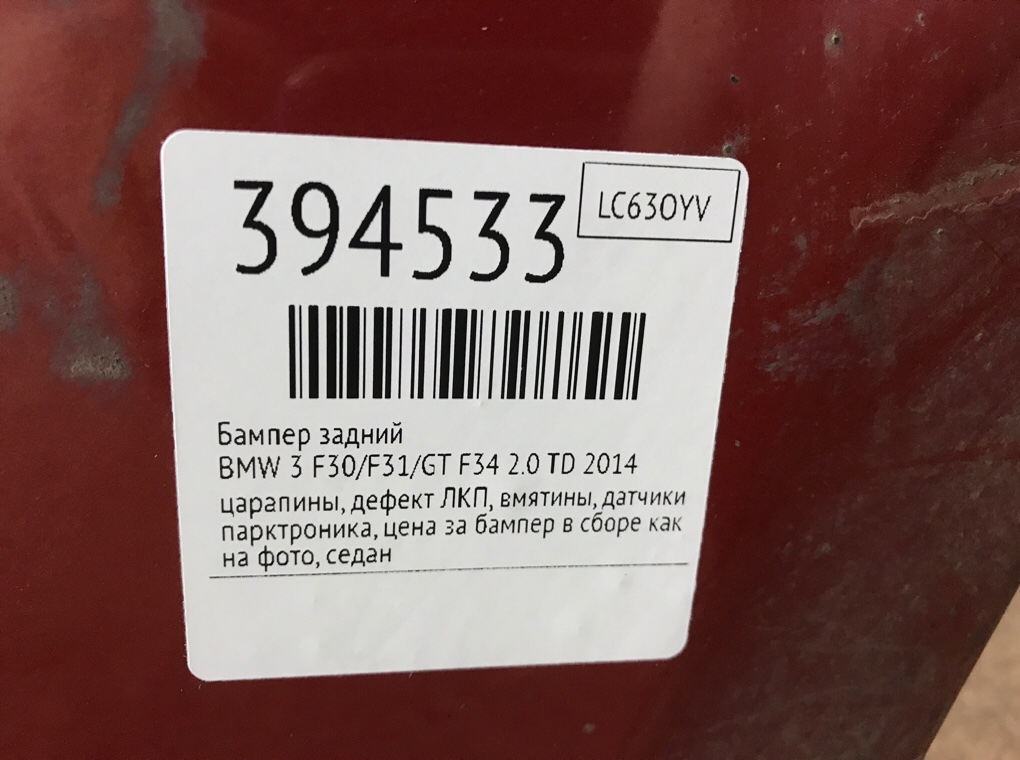 394533
LC630YV
Бампер задний
BMW 3 F30/F31/GT F34 2.0 TD 2014
царапины, дефект ЛКП, вмятины, датчики
парктроника, цена за бампер в сборе как
на фото, седан